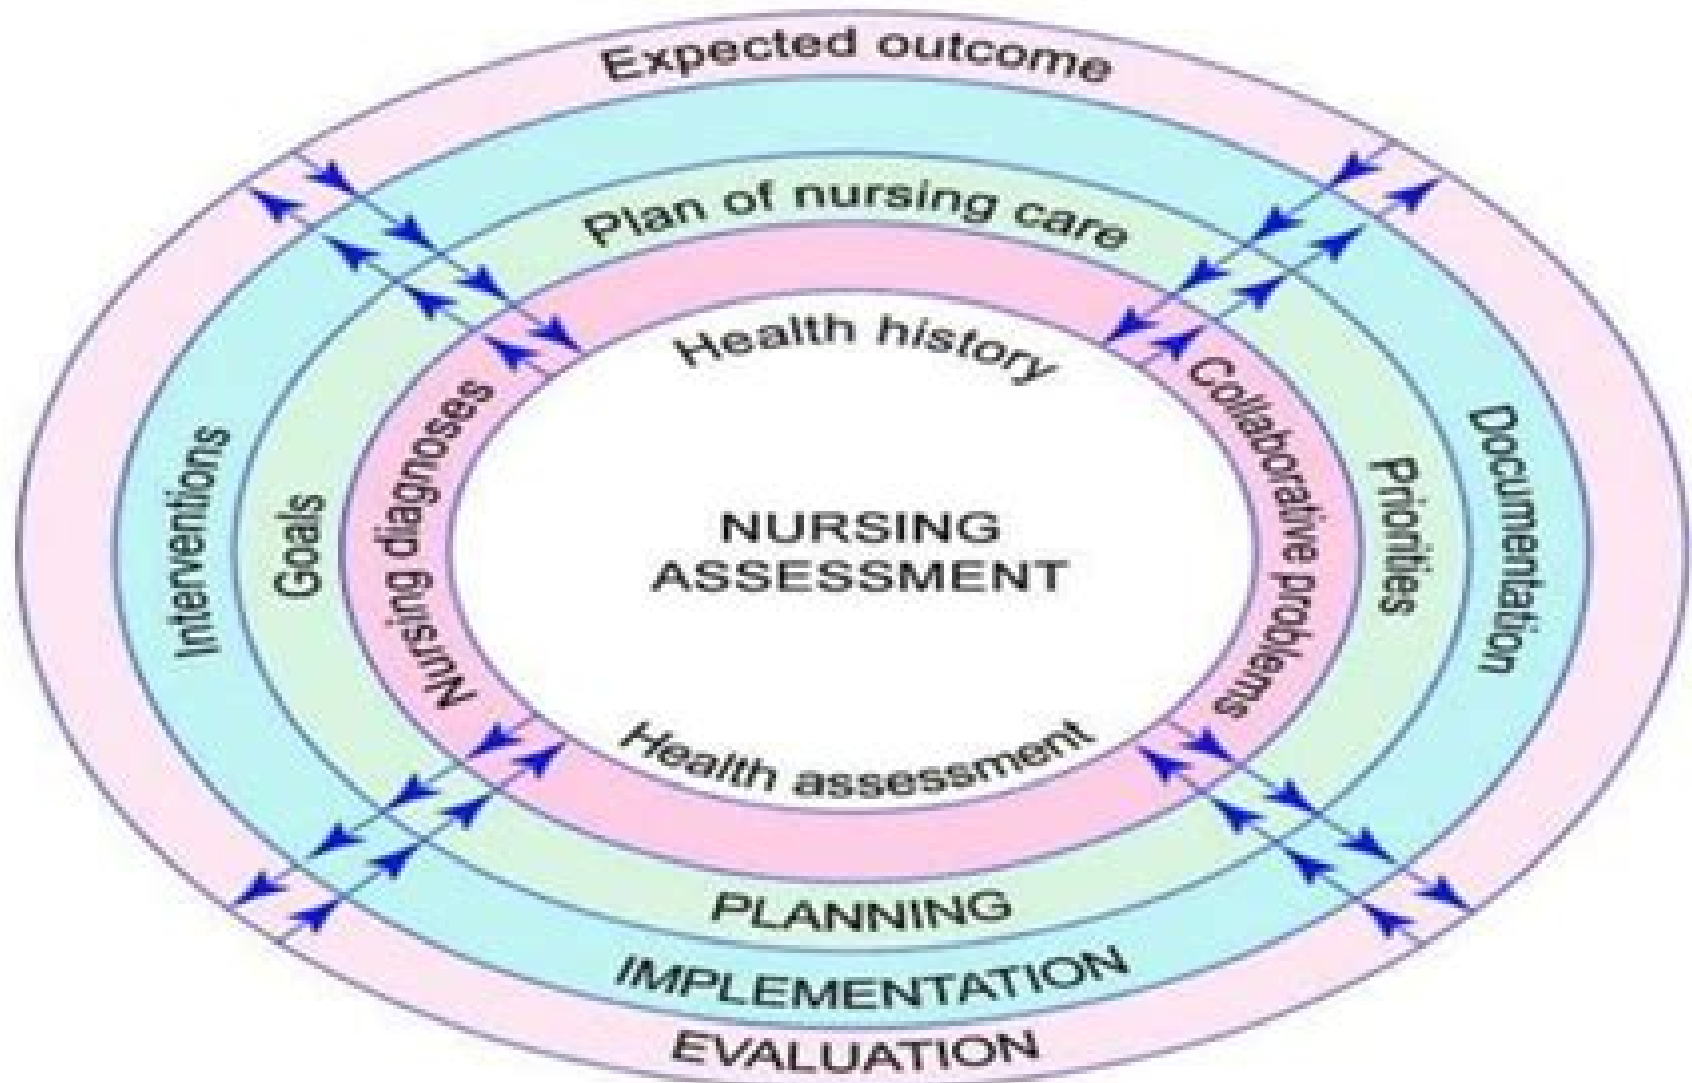 Expected outcome
Plan of nursing care
Health history
Interventions
Goals
Nursing diagnoses
NURSING
ASSESSMENT
Collaborative problems
Priorities
Documentation
Health assessment
PLANNING
IMPLEMENTATION
EVALUATION